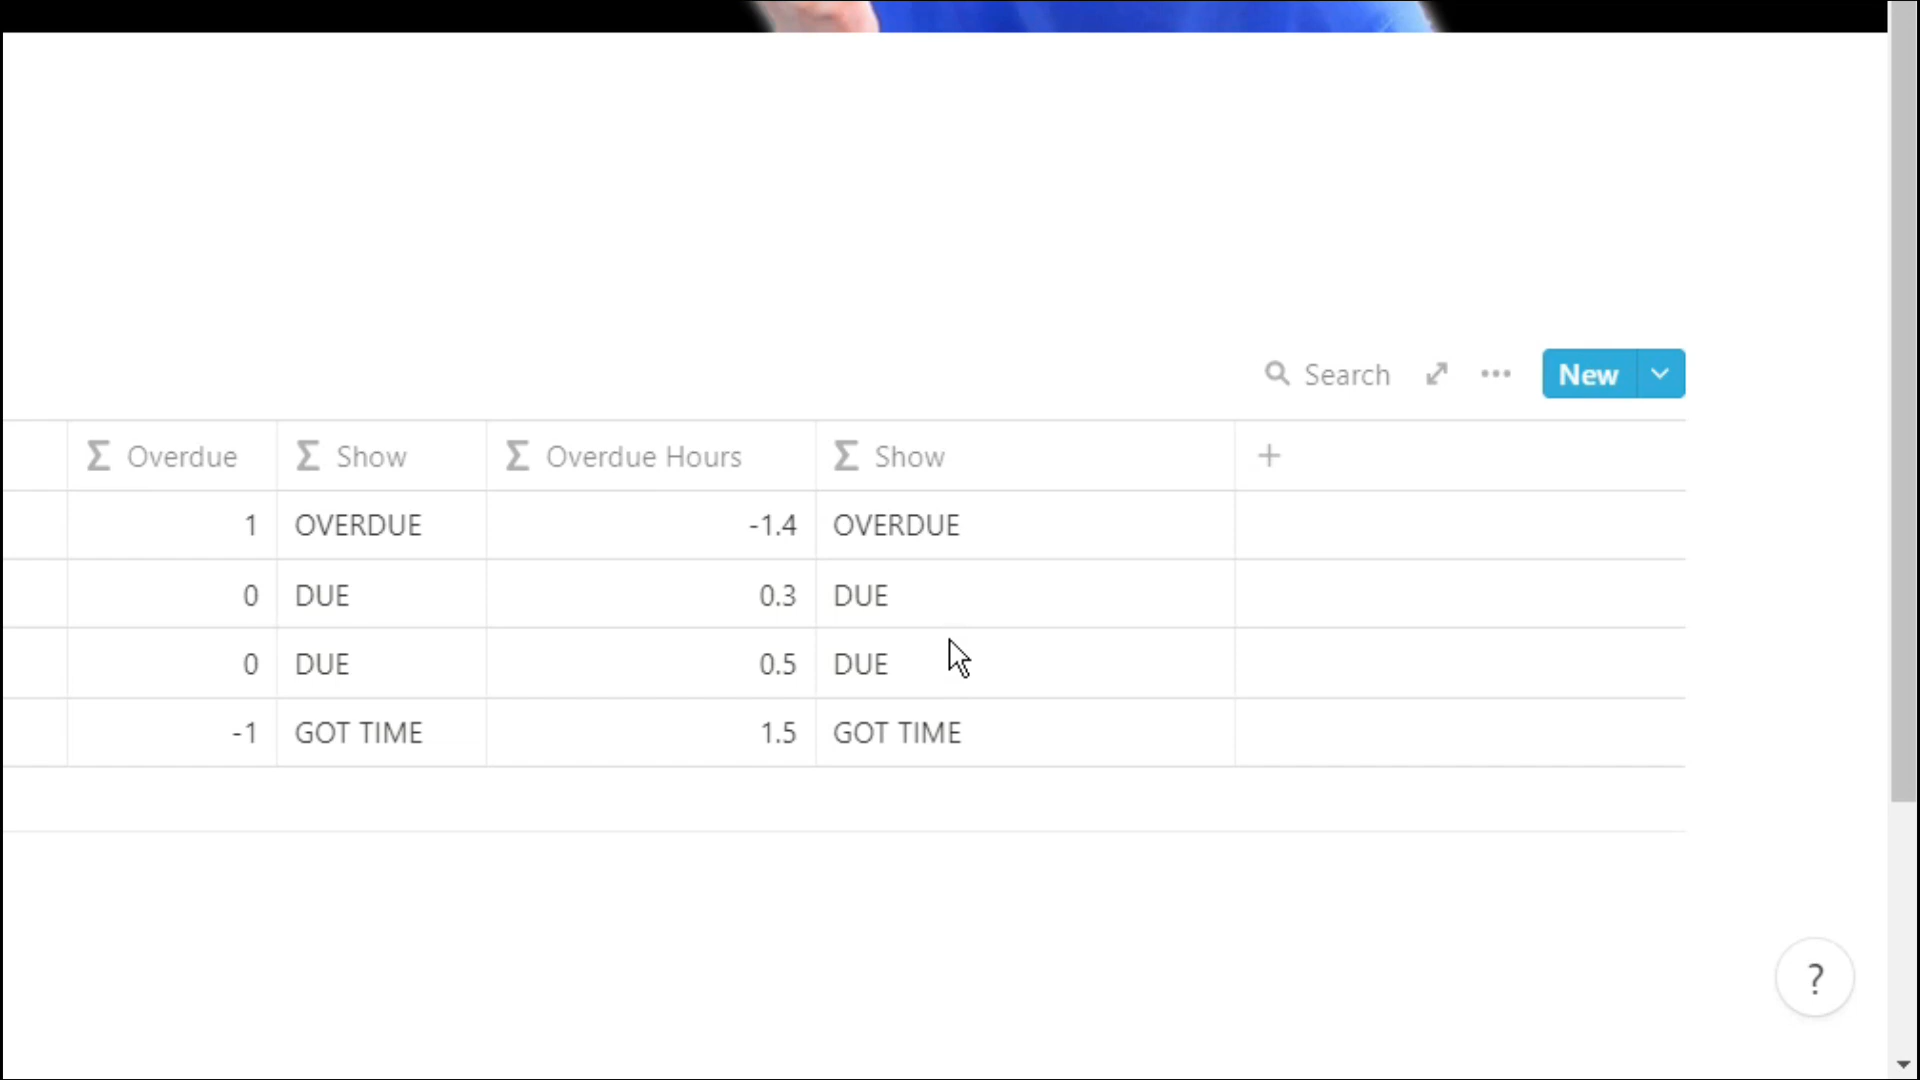 Search New
Σ Overdue Σ Show Σ Overdue Hours Σ Show +
1 OVERDUE -1.4 OVERDUE
0 DUE 0.3 DUE
0 DUE 0.5 DUE
-1 GOT TIME 1.5 GOT TIME
?